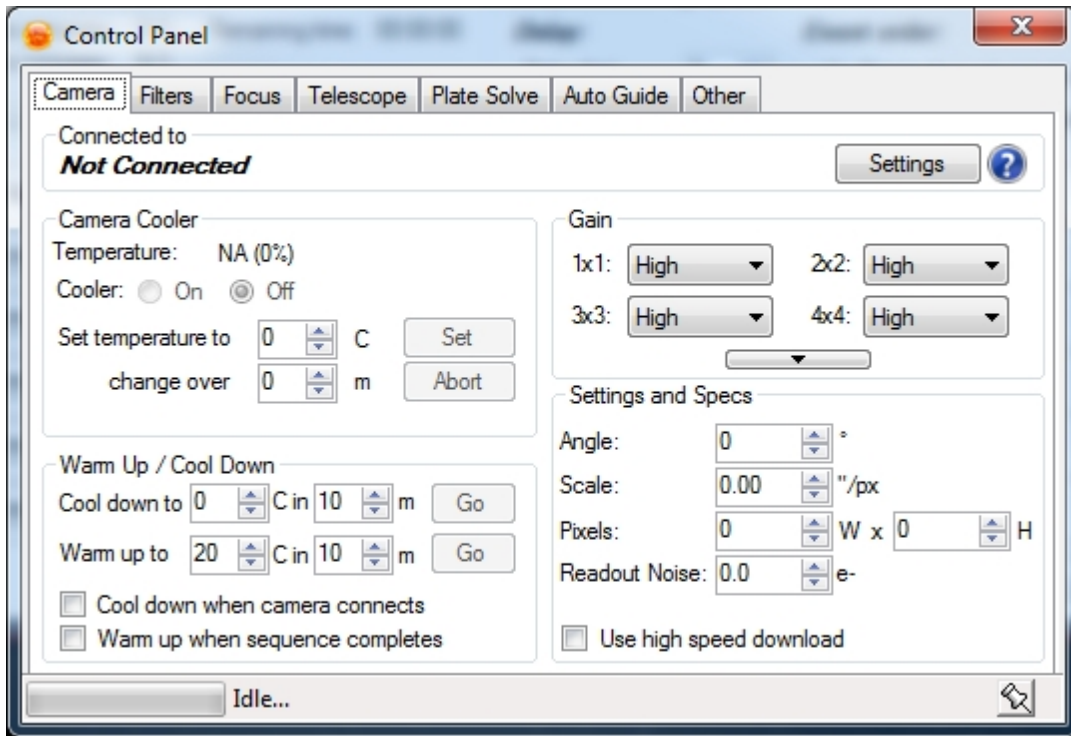 Control Panel
Camera Filters Focus Telescope Plate Solve Auto Guide Other
Connected to
Not Connected
Settings
?
Camera Cooler
Temperature: NA (0%)
Cooler: On Off
Set temperature to 0 C Set
change over 0 m Abort
Warm Up / Cool Down
Cool down to 0 C in 10 m Go
Warm up to 20 C in 10 m Go
Cool down when camera connects
Warm up when sequence completes
Gain
1x1: High 2x2: High
3x3: High 4x4: High
Settings and Specs
Angle: 0 °
Scale: 0.00 "/px
Pixels: 0 W x 0 H
Readout Noise: 0.0 e-
Use high speed download
Idle...